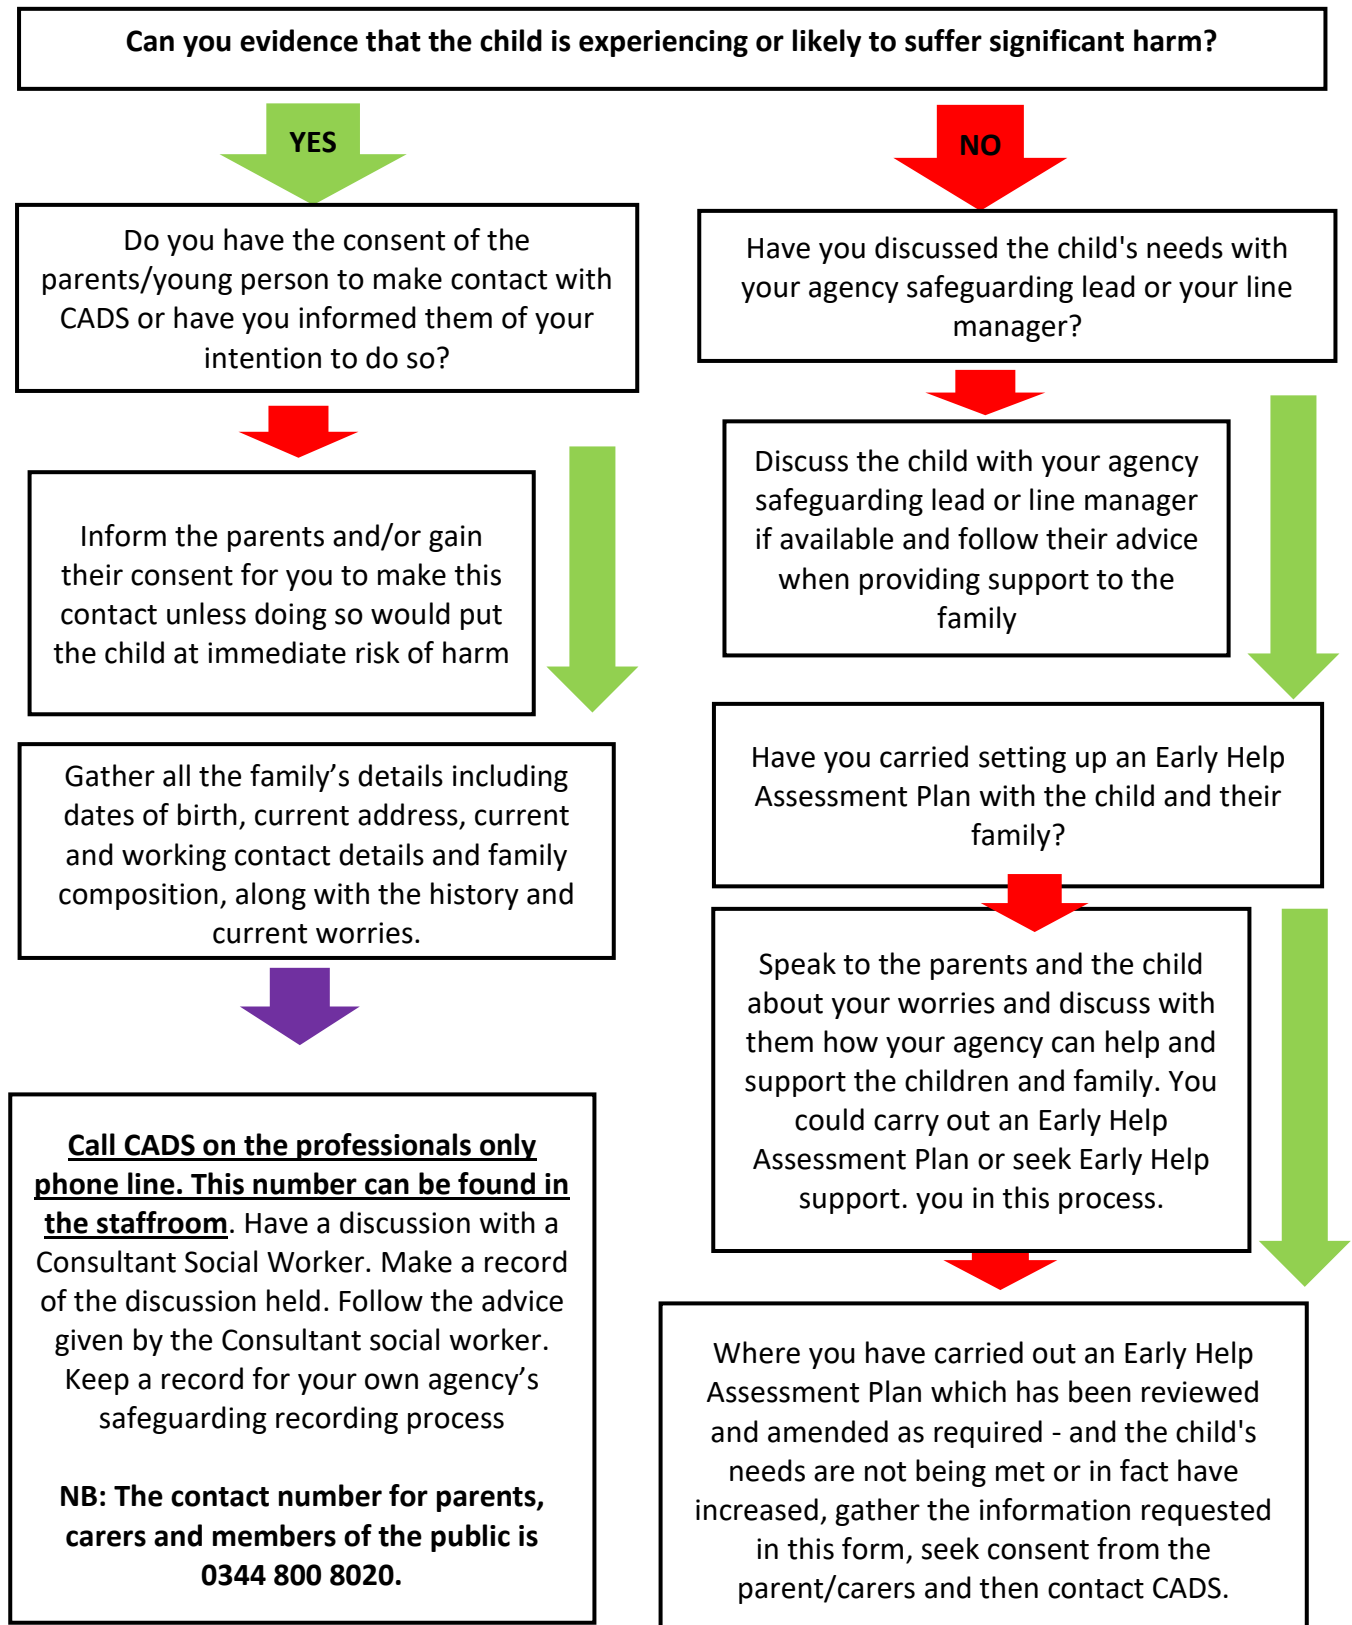 Can you evidence that the child is experiencing or likely to suffer significant harm?
YES
NO
Do you have the consent of the
parents/young person to make contact with
CADS or have you informed them of your
intention to do so?
Have you discussed the child's needs with
your agency safeguarding lead or your line
manager?
Inform the parents and/or gain
their consent for you to make this
contact unless doing so would put
the child at immediate risk of harm
Discuss the child with your agency
safeguarding lead or line manager
if available and follow their advice
when providing support to the
family
Gather all the family’s details including
dates of birth, current address, current
and working contact details and family
composition, along with the history and
current worries.
Have you carried setting up an Early Help
Assessment Plan with the child and their
family?
Speak to the parents and the child
about your worries and discuss with
them how your agency can help and
support the children and family. You
could carry out an Early Help
Assessment Plan or seek Early Help
support. you in this process.
Call CADS on the professionals only
phone line. This number can be found in
the staffroom. Have a discussion with a
Consultant Social Worker. Make a record
of the discussion held. Follow the advice
given by the Consultant social worker.
Keep a record for your own agency’s
safeguarding recording process
NB: The contact number for parents,
carers and members of the public is
0344 800 8020.
Where you have carried out an Early Help
Assessment Plan which has been reviewed
and amended as required - and the child's
needs are not being met or in fact have
increased, gather the information requested
in this form, seek consent from the
parent/carers and then contact CADS.